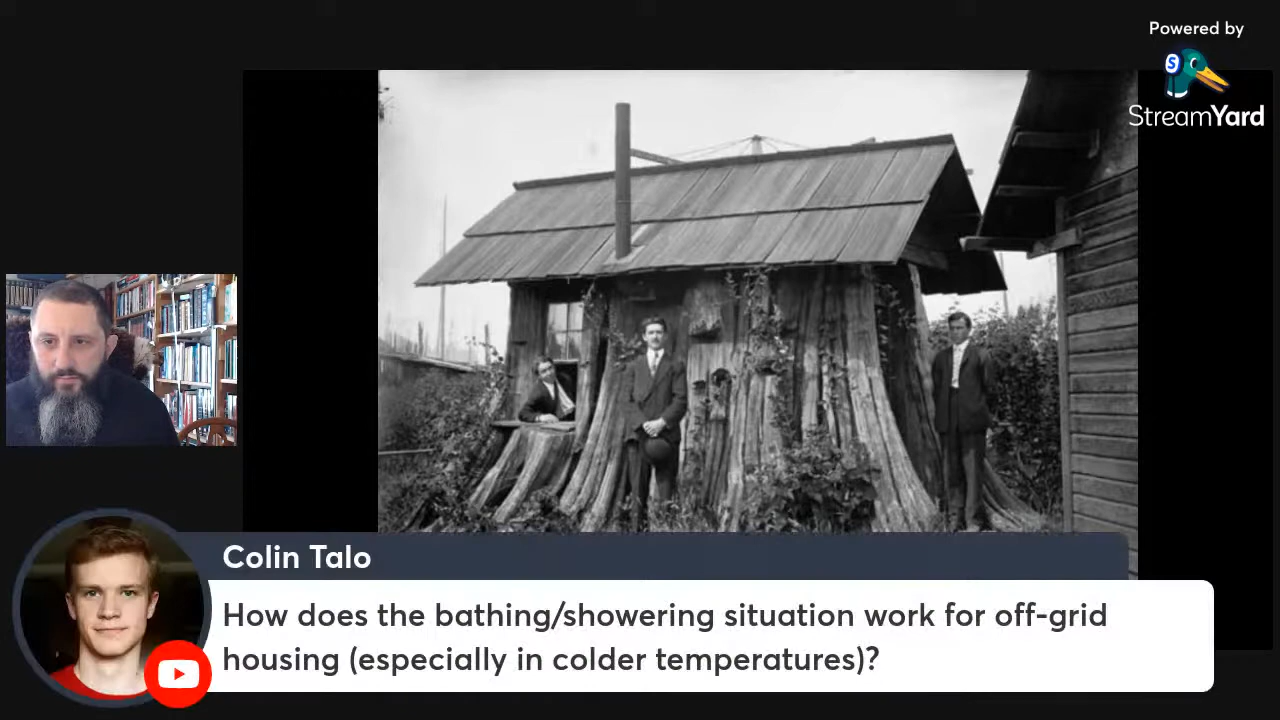 Powered by
StreamYard
Colin Talo
How does the bathing/showering situation work for off-grid
housing (especially in colder temperatures)?